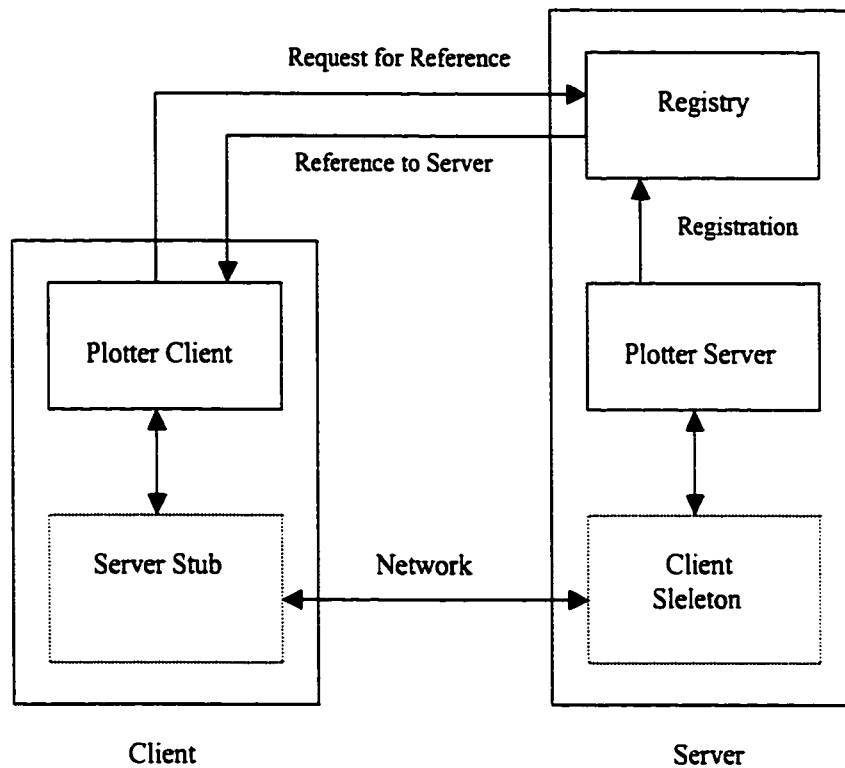 Request for Reference
Registry
Reference to Server
Registration
Plotter Client
Plotter Server
Server Stub
Network
Client
Sleleton
Client
Server